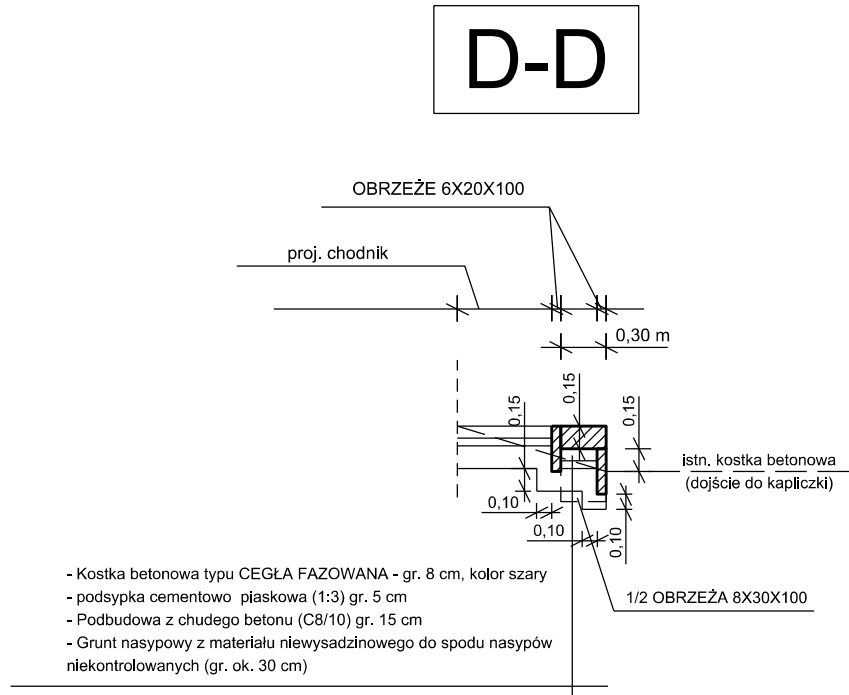 D-D
OBRZEŻE 6X20X100
proj. chodnik
0,30 m
0,15
0,15
0,15
istn. kostka betonowa
(dojście do kapliczki)
0,10
0,10
0,10
- Kostka betonowa typu CEGŁA FAZOWANA - gr. 8 cm, kolor szary
- podsypka cementowo piaskowa (1:3) gr. 5 cm
- Podbudowa z chudego betonu (C8/10) gr. 15 cm
- Grunt nasypowy z materiału niewysadzinowego do spodu nasypów
niekontrolowanych (gr. ok. 30 cm)
1/2 OBRZEŻA 8X30X100